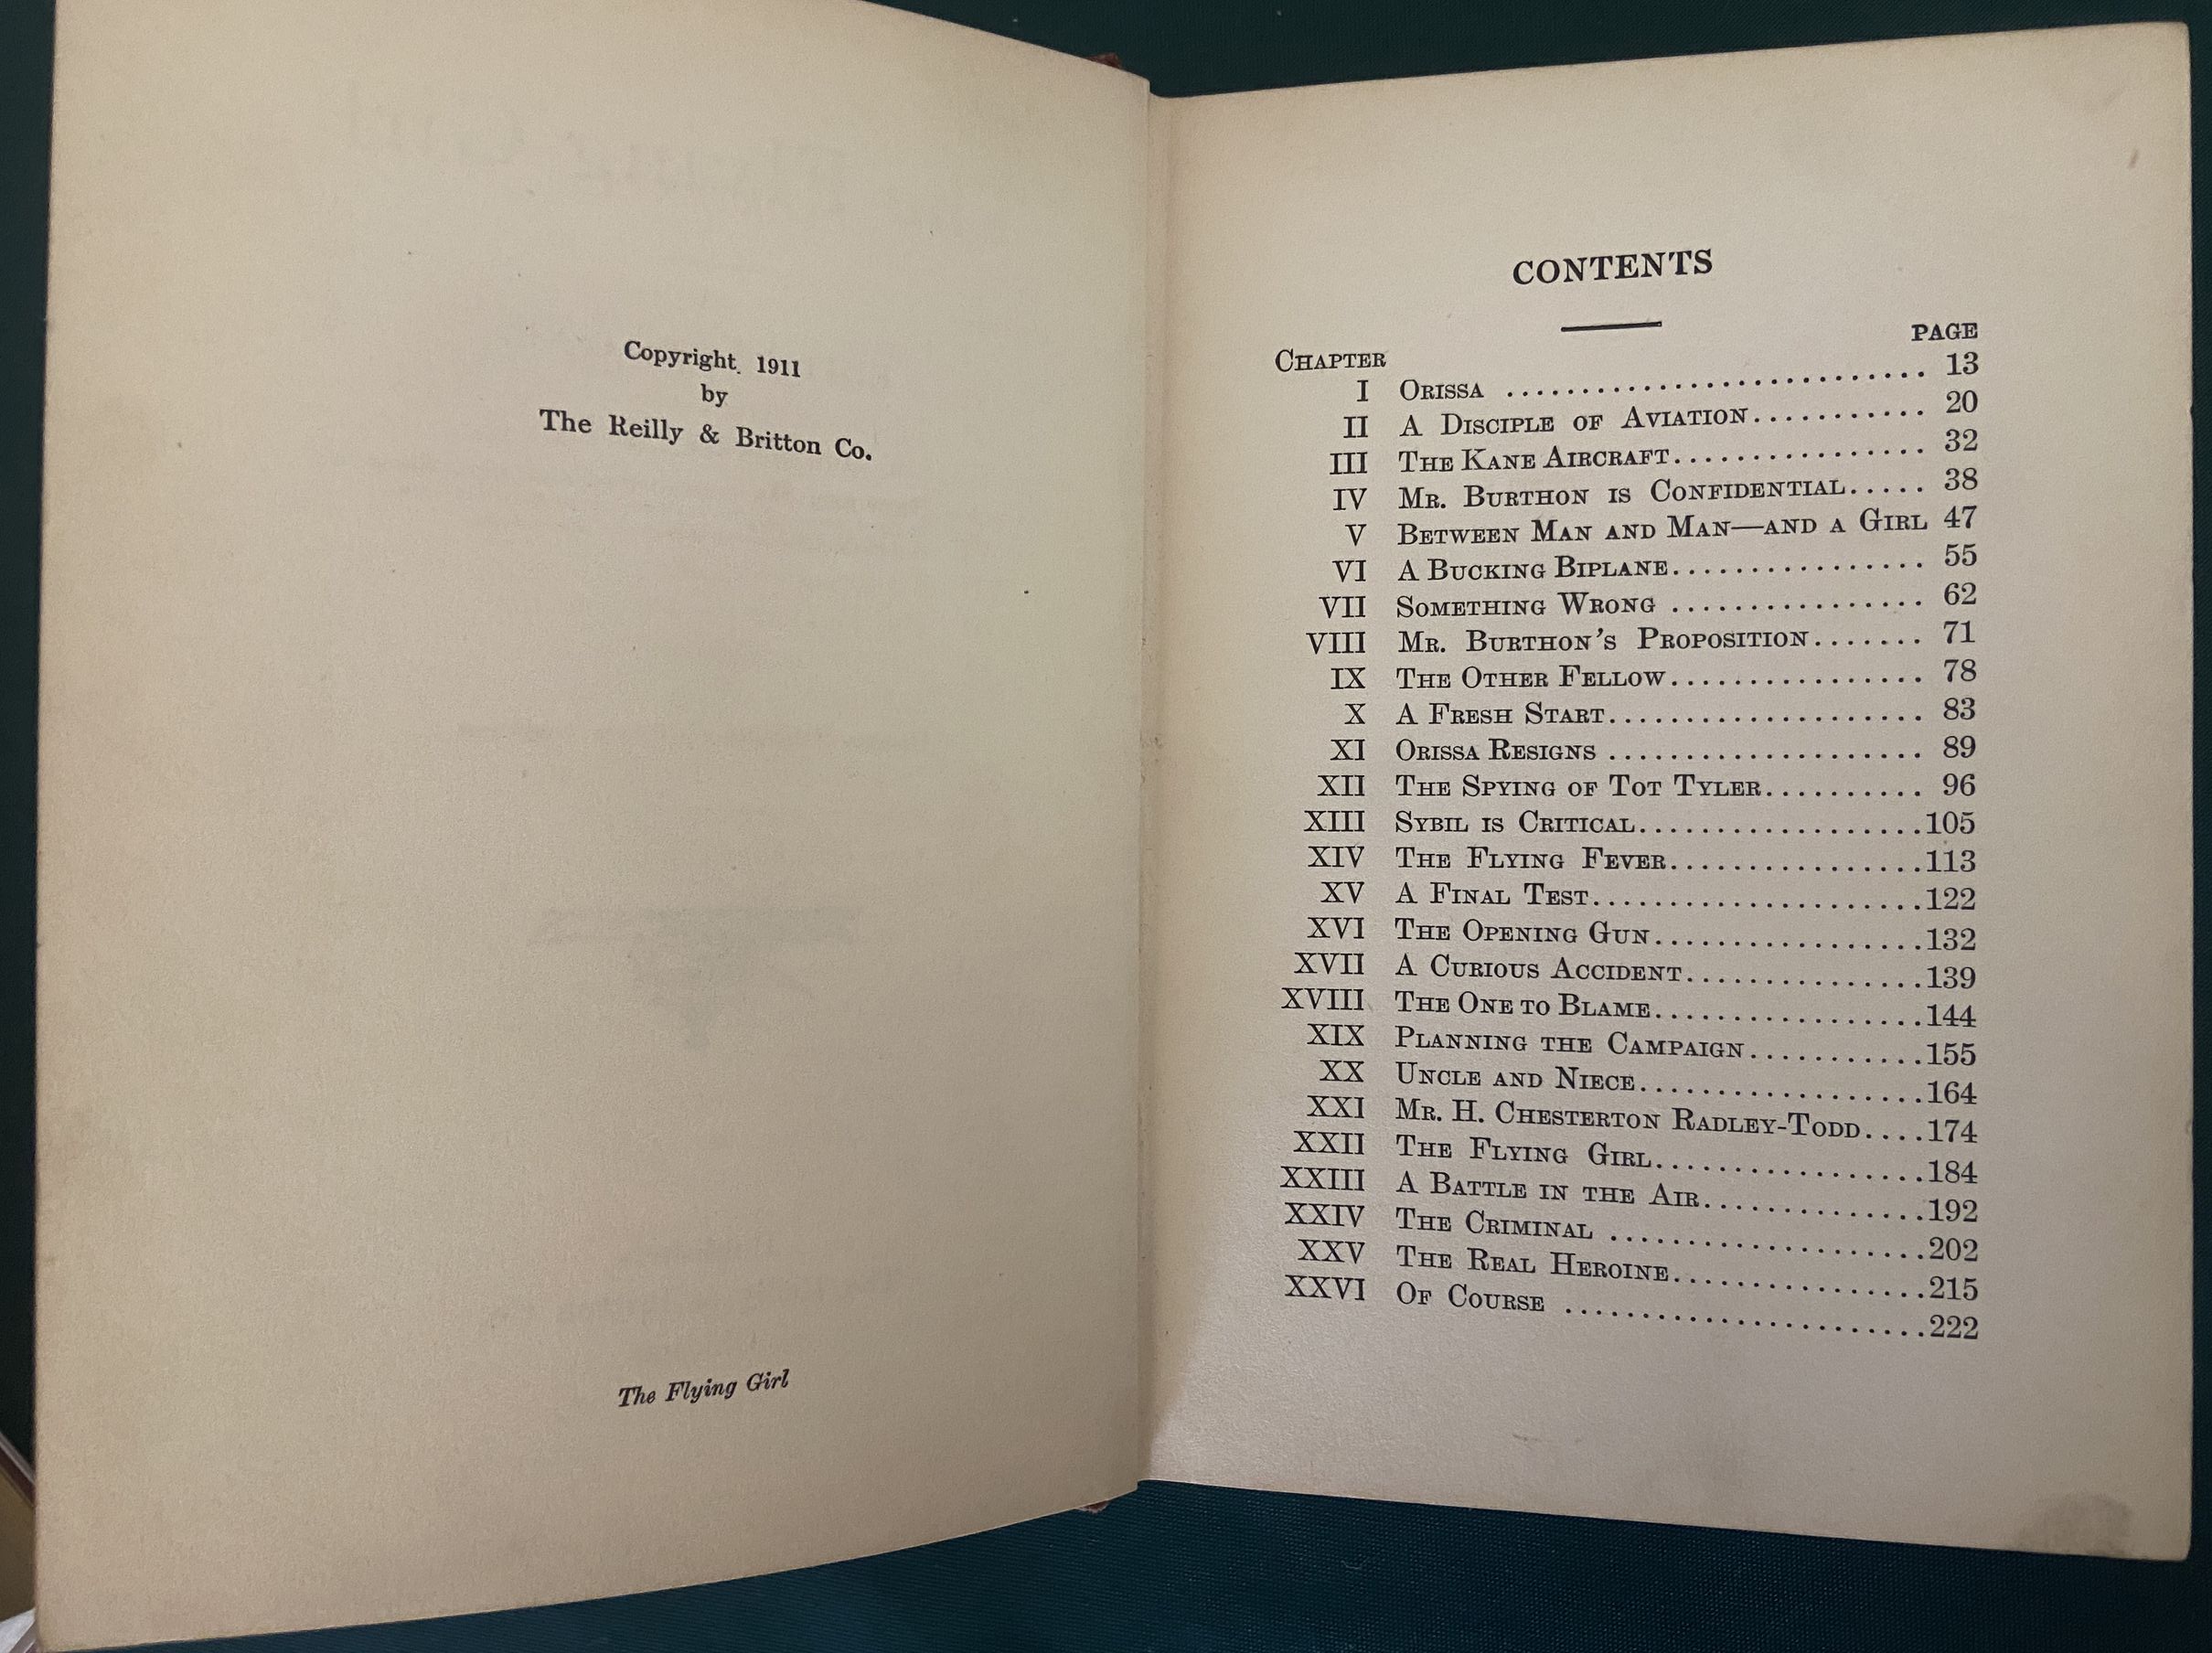 Copyright, 1911
by
The Reilly & Britton Co.
The Flying Girl
CONTENTS
PAGE
CHAPTER
I ORISSA ........................... 13
II A DISCIPLE OF AVIATION........... 20
III THE KANE AIRCRAFT................ 32
IV MR. BURTHON IS CONFIDENTIAL..... 38
V BETWEEN MAN AND MAN—AND A GIRL 47
VI A BUCKING BIPLANE................ 55
VII SOMETHING WRONG ................ 62
VIII MR. BURTHON'S PROPOSITION....... 71
IX THE OTHER FELLOW................ 78
X A FRESH START.................... 83
XI ORISSA RESIGNS .................... 89
XII THE SPYING OF TOT TYLER.......... 96
XIII SYBIL IS CRITICAL...................105
XIV THE FLYING FEVER................113
XV A FINAL TEST.....................122
XVI THE OPENING GUN.................132
XVII A CURIOUS ACCIDENT...............139
XVIII THE ONE TO BLAME.................144
XIX PLANNING THE CAMPAIGN...........155
XX UNCLE AND NIECE...................164
XXI MR. H. CHESTERTON RADLEY-TODD....174
XXII THE FLYING GIRL.................184
XXIII A BATTLE IN THE AIR..............192
XXIV THE CRIMINAL ....................202
XXV THE REAL HEROINE................215
XXVI OF COURSE .......................222